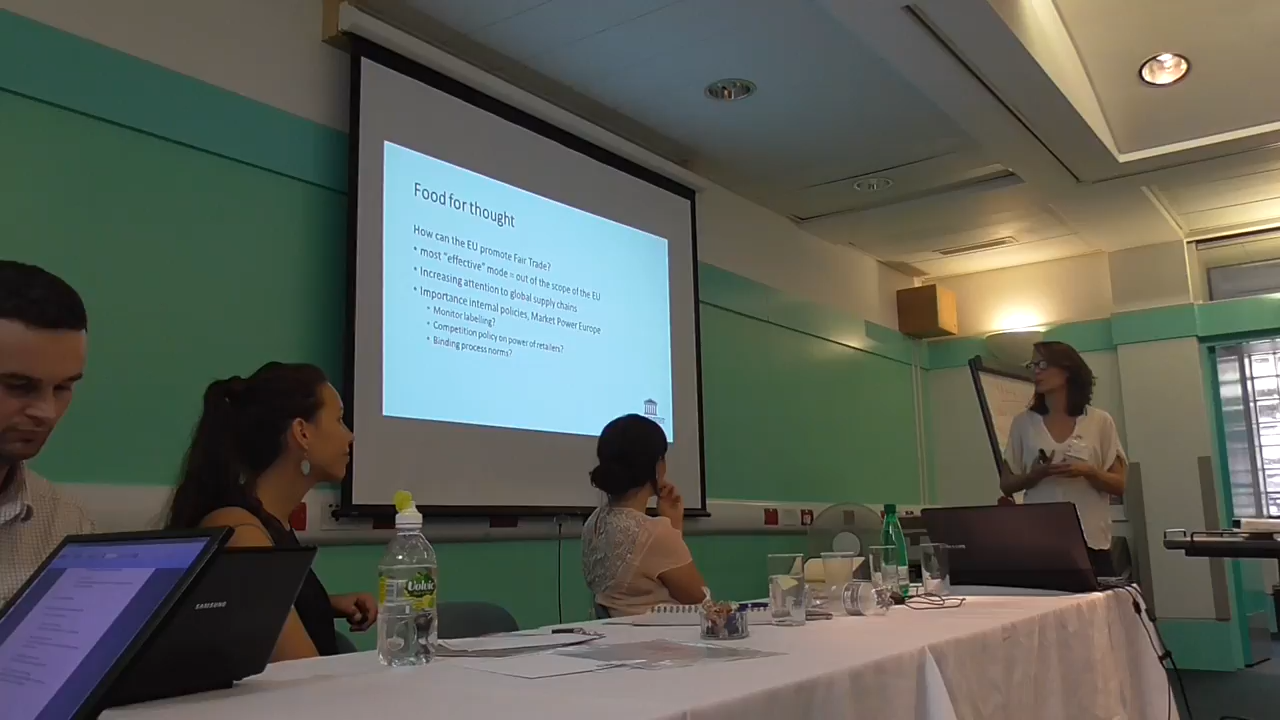 Food for thought
How can the EU promote Fair Trade?
• most "effective" mode = out of the scope of the EU
• Increasing attention to global supply chains
• Importance internal policies, Market Power Europe
• Monitor labelling?
• Competition policy on power of retailers?
• Binding process norms?
SAMSUNG
Volvic